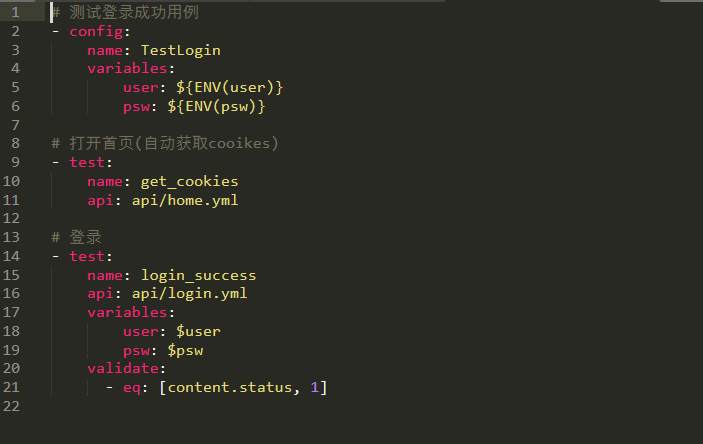 1 # 测试登录成功用例
2 - config:
3     name: TestLogin
4     variables:
5         user: ${ENV(user)}
6         psw: ${ENV(psw)}
7
8 # 打开首页(自动获取cooikes)
9 - test:
10     name: get_cookies
11     api: api/home.yml
12
13 # 登录
14 - test:
15     name: login_success
16     api: api/login.yml
17     variables:
18         user: $user
19         psw: $psw
20     validate:
21       - eq: [content.status, 1]
22